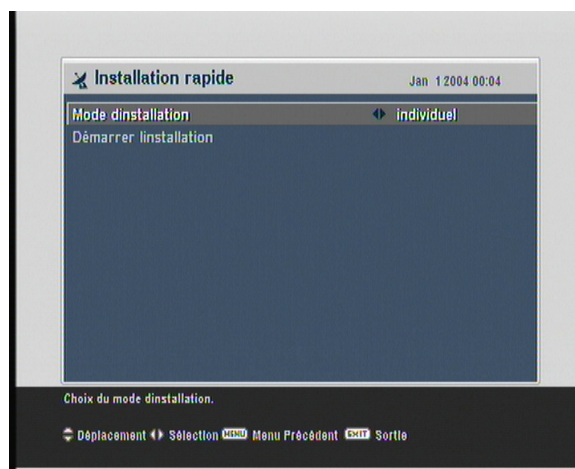 Installation rapide Jan 1 2004 00:04
Mode dinstallation individuel
Démarrer linstallation
Choix du mode dinstallation.
Déplacement Sélection MENU Menu Précédent EXIT Sortie